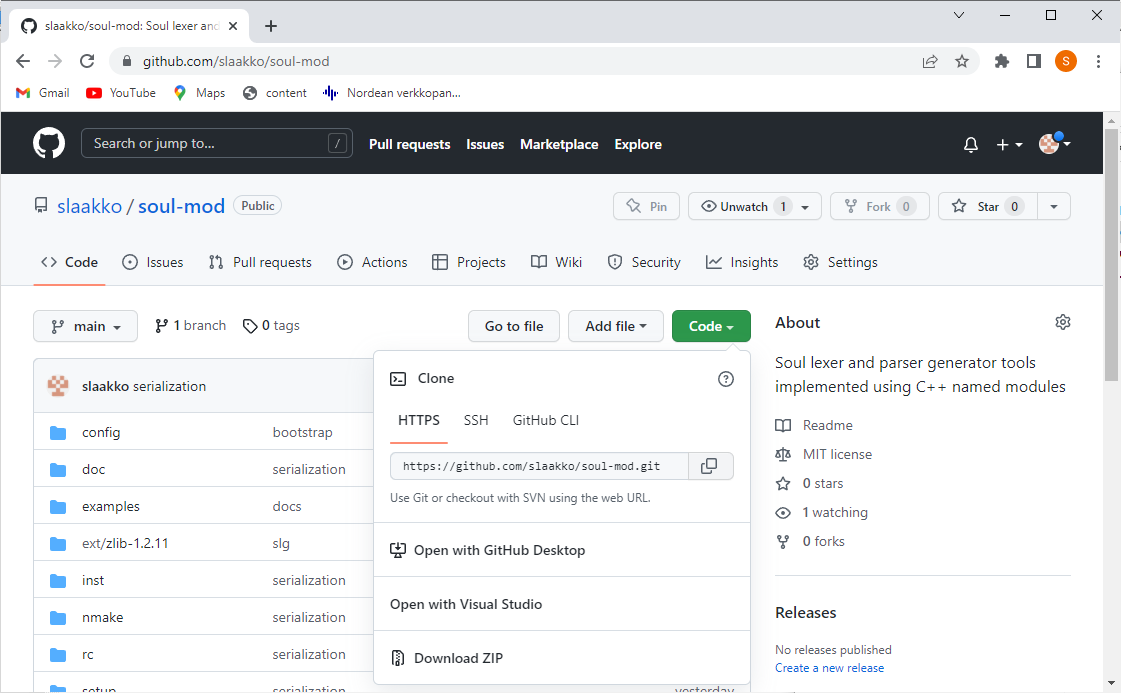 slaakko/soul-mod: Soul lexer and
github.com/slaakko/soul-mod
S
Gmail YouTube Maps content Nordean verkkopan...
Search or jump to... / Pull requests Issues Marketplace Explore
slaakko / soul-mod Public
Pin Unwatch 1 Fork 0 Star 0
Code Issues Pull requests Actions Projects Wiki Security Insights Settings
main 1 branch 0 tags Go to file Add file Code
slaakko serialization
config bootstrap
doc serialization
examples docs
ext/zlib-1.2.11 slg
inst serialization
nmake serialization
rc serialization
setup serialization yesterday
Clone
HTTPS SSH GitHub CLI
https://github.com/slaakko/soul-mod.git
Use Git or checkout with SVN using the web URL.
Open with GitHub Desktop
Open with Visual Studio
Download ZIP
About
Soul lexer and parser generator tools
implemented using C++ named modules
Readme
MIT license
0 stars
1 watching
0 forks
Releases
No releases published
Create a new release